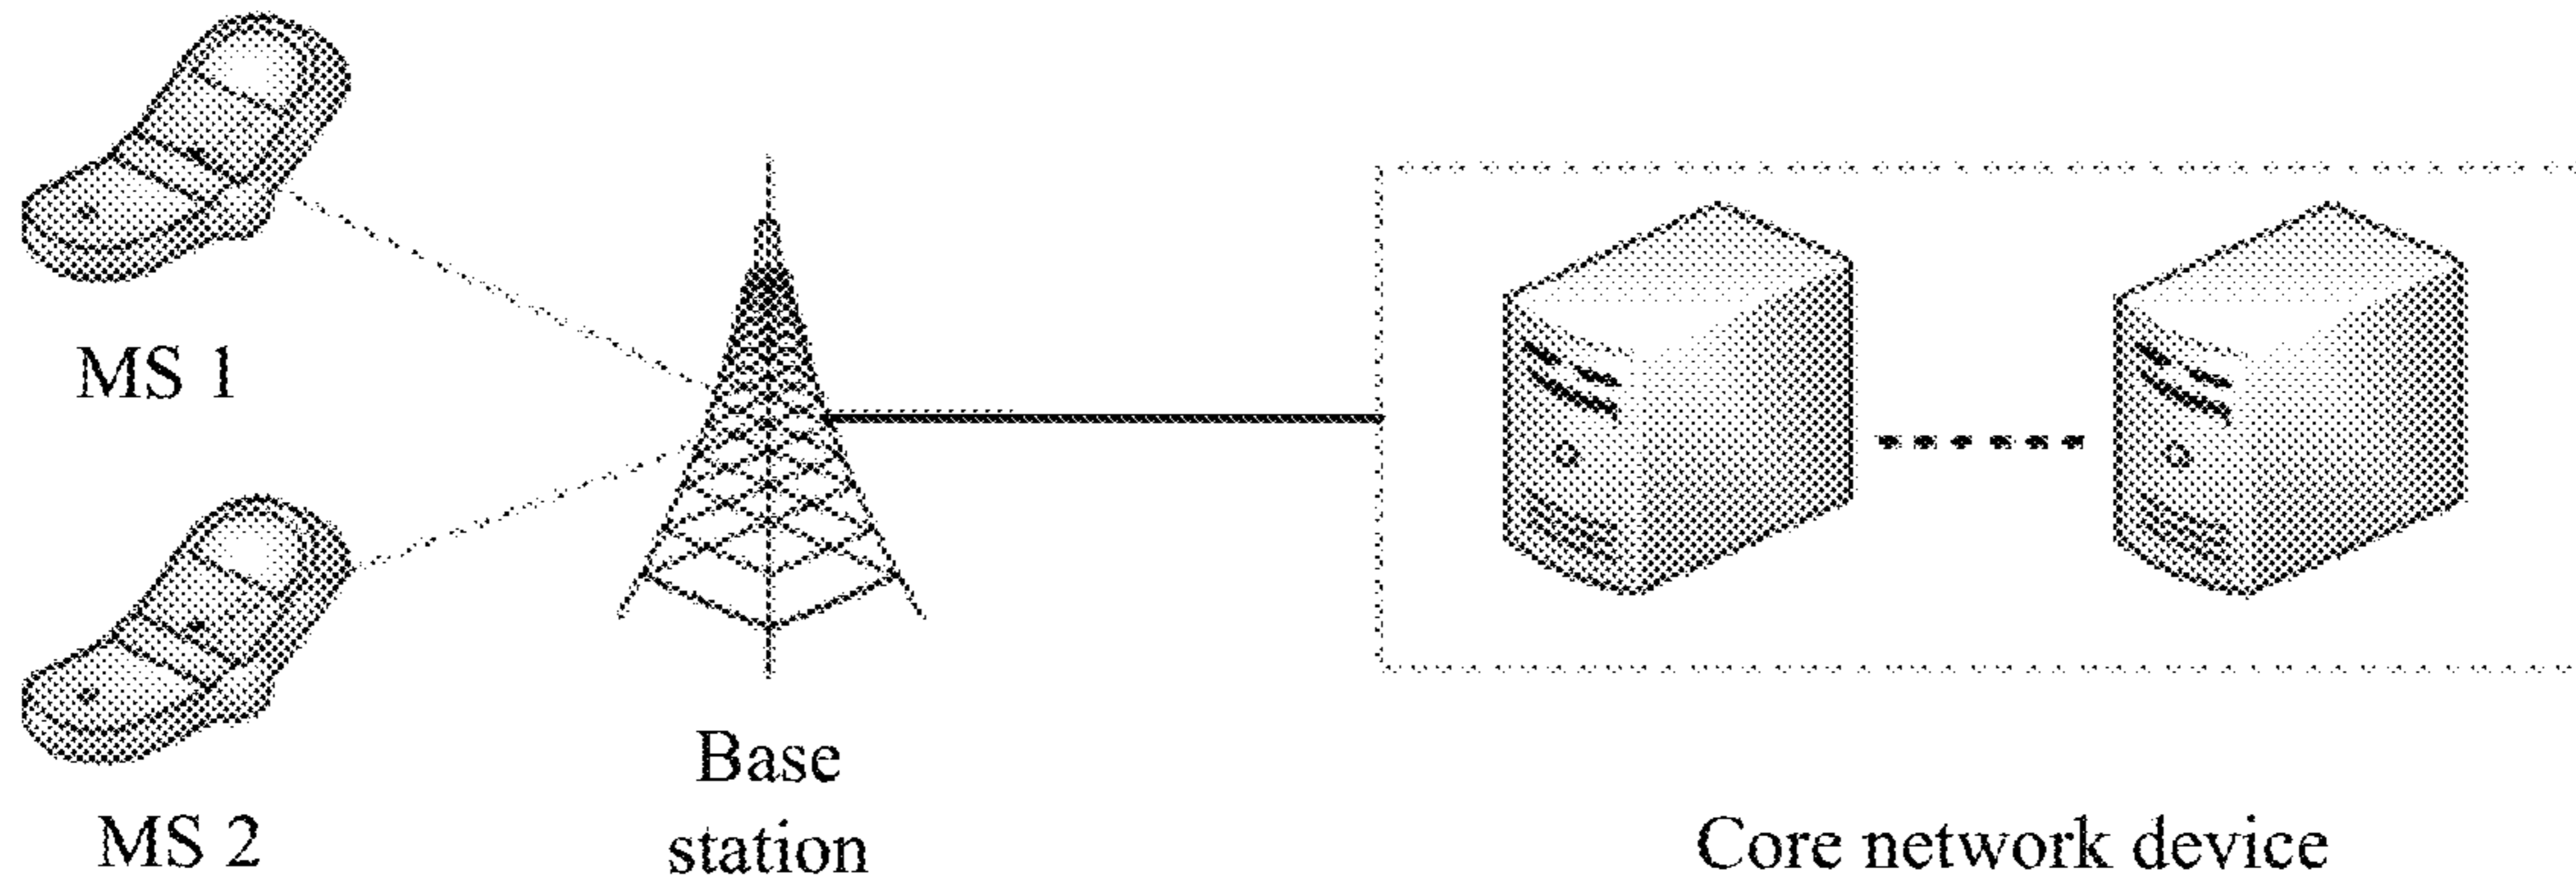 MS 1
MS 2
Base
station
Core network device